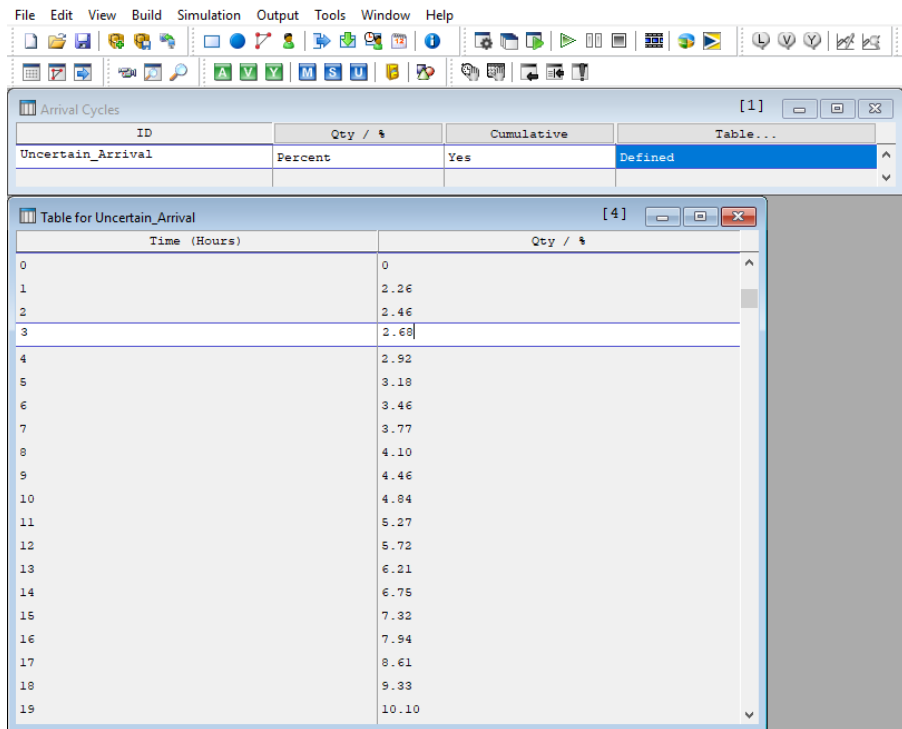 File Edit View Build Simulation Output Tools Window Help
L V V
A V Y M S U
Arrival Cycles [1]
ID Qty / % Cumulative Table...
Uncertain_Arrival Percent Yes Defined
Table for Uncertain_Arrival [4]
Time (Hours) Qty / %
0 0
1 2.26
2 2.46
3 2.68
4 2.92
5 3.18
6 3.46
7 3.77
8 4.10
9 4.46
10 4.84
11 5.27
12 5.72
13 6.21
14 6.75
15 7.32
16 7.94
17 8.61
18 9.33
19 10.10